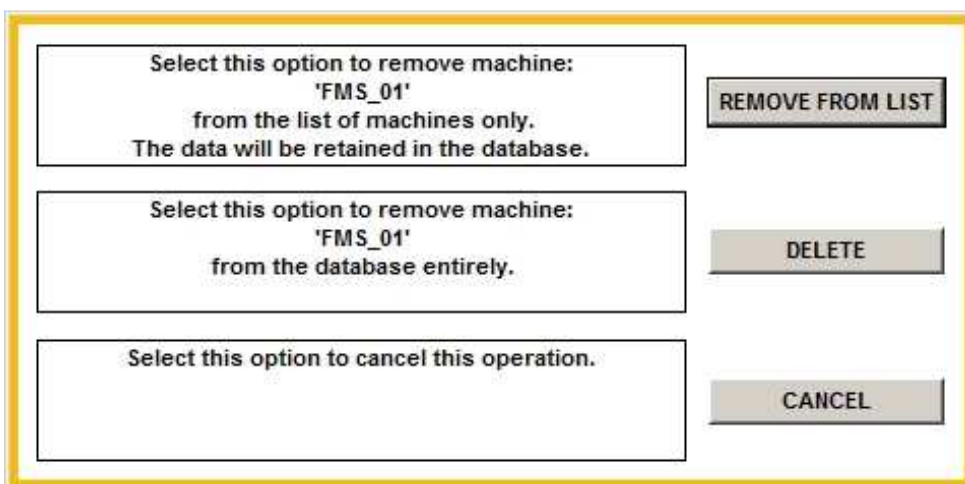 Select this option to remove machine:
'FMS_01'
from the list of machines only.
The data will be retained in the database.
REMOVE FROM LIST
Select this option to remove machine:
'FMS_01'
from the database entirely.
DELETE
Select this option to cancel this operation.
CANCEL